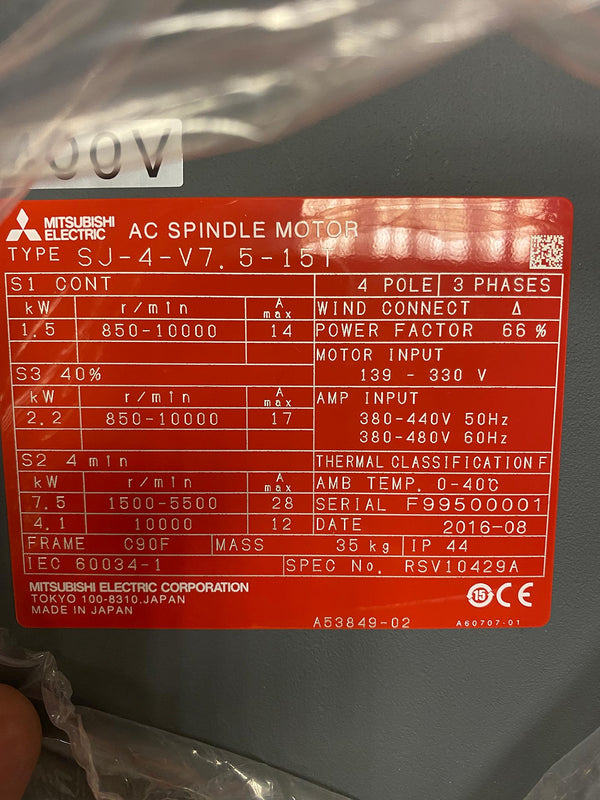 400V
MITSUBISHI ELECTRIC AC SPINDLE MOTOR
TYPE SJ-4-V7.5-15T
S1 CONT 4 POLE 3 PHASES
kW r/min A max WIND CONNECT Δ
1.5 850-10000 14 POWER FACTOR 66 %
MOTOR INPUT
S3 40% 139 - 330 V
kW r/min A max AMP INPUT
2.2 850-10000 17 380-440V 50Hz
380-480V 60Hz
S2 4 min THERMAL CLASSIFICATION F
kW r/min A max AMB TEMP. 0-40℃
7.5 1500-5500 28 SERIAL F99500001
4.1 10000 12 DATE 2016-08
FRAME C90F MASS 35 kg IP 44
IEC 60034-1 SPEC No. RSV10429A
MITSUBISHI ELECTRIC CORPORATION
TOKYO 100-8310.JAPAN
MADE IN JAPAN
15 CE
A53849-02 A60707-01